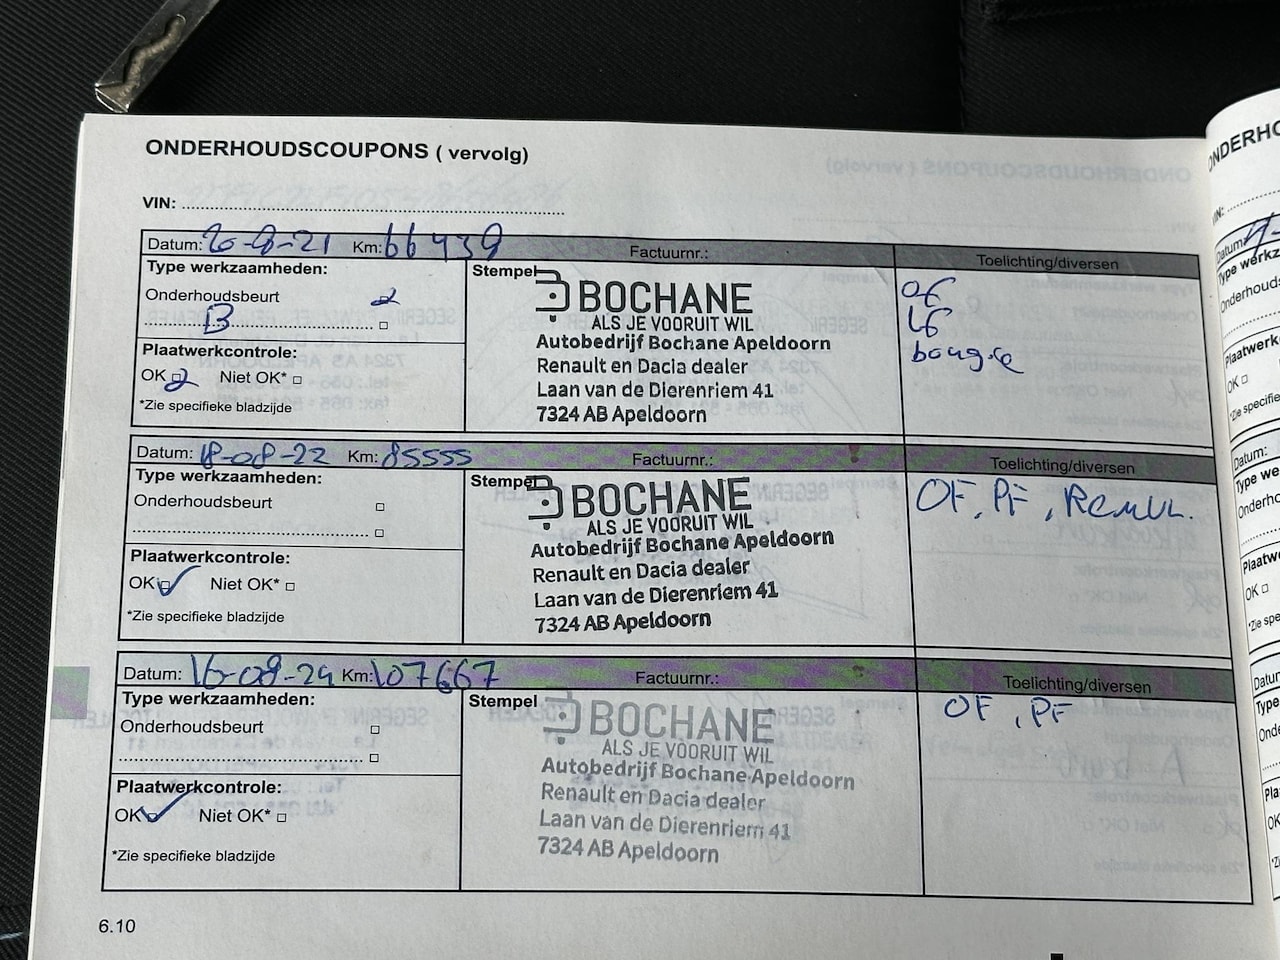 ONDERHOUDSCOUPONS ( vervolg)
VIN:
Datum: 20-8-21 Km: 66439 Factuurnr.: Toelichting/diversen
Type werkzaamheden:
Onderhoudsbeurt
B
Plaatwerkcontrole:
OK Niet OK*
*Zie specifieke bladzijde
Stempel
BOCHANE
ALS JE VOORUIT WIL
Autobedrijf Bochane Apeldoorn
Renault en Dacia dealer
Laan van de Dierenriem 41
7324 AB Apeldoorn
OF
LF
bougie
Datum: 18-08-22 Km: 85555 Factuurnr.: Toelichting/diversen
Type werkzaamheden:
Onderhoudsbeurt
Plaatwerkcontrole:
OK Niet OK*
*Zie specifieke bladzijde
Stempel
BOCHANE
ALS JE VOORUIT WIL
Autobedrijf Bochane Apeldoorn
Renault en Dacia dealer
Laan van de Dierenriem 41
7324 AB Apeldoorn
OF, PF, REMVL.
Datum: 16-08-24 Km: 107667 Factuurnr.: Toelichting/diversen
Type werkzaamheden:
Onderhoudsbeurt
Plaatwerkcontrole:
OK Niet OK*
*Zie specifieke bladzijde
Stempel
BOCHANE
ALS JE VOORUIT WIL
Autobedrijf Bochane Apeldoorn
Renault en Dacia dealer
Laan van de Dierenriem 41
7324 AB Apeldoorn
OF, PF
6.10